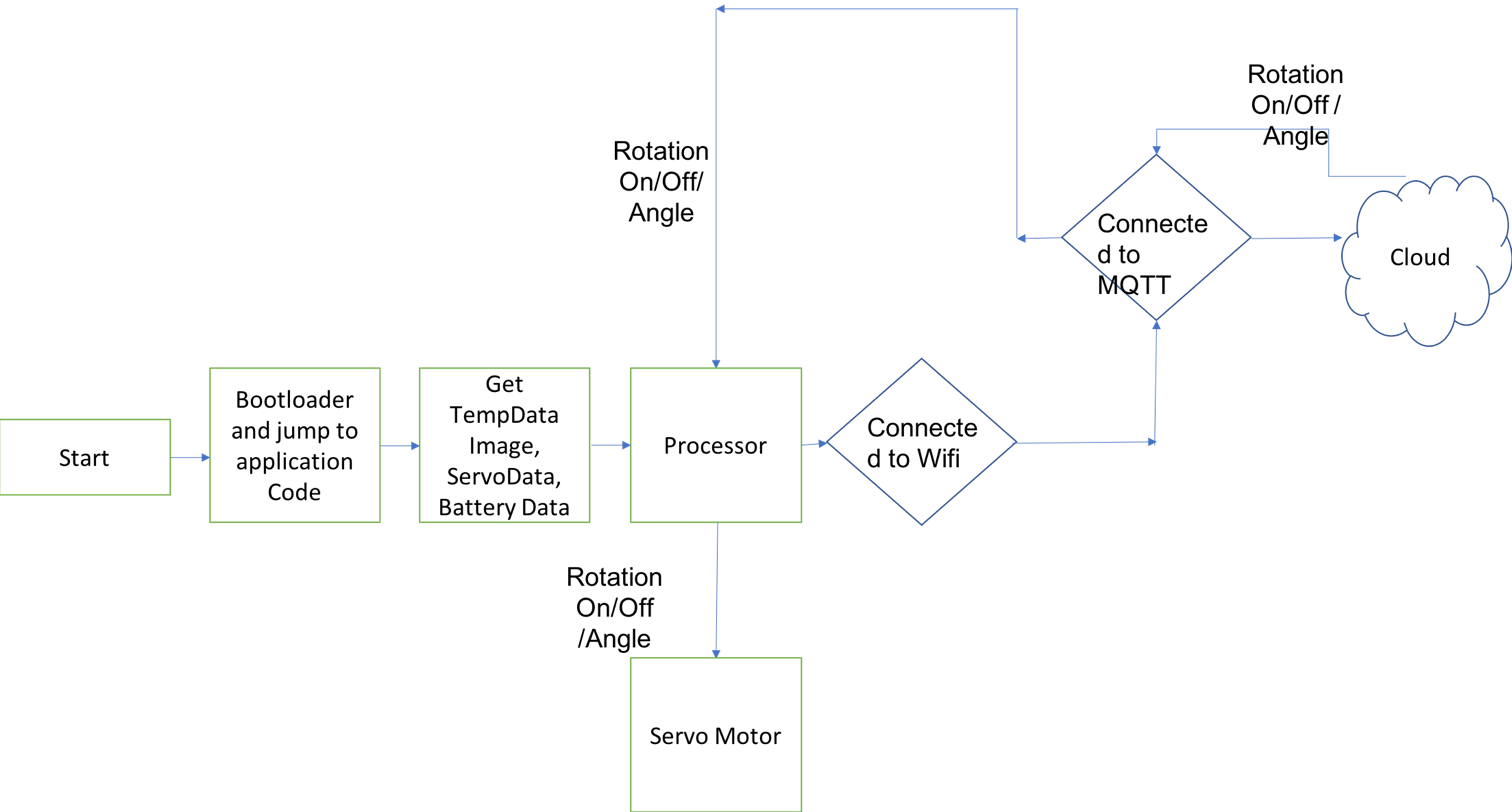 Rotation
On/Off /
Angle
Rotation
On/Off/
Angle
Connecte
d to
MQTT
Cloud
Start
Bootloader
and jump to
application
Code
Get
TempData
Image,
ServoData,
Battery Data
Processor
Connecte
d to Wifi
Rotation
On/Off
/Angle
Servo Motor